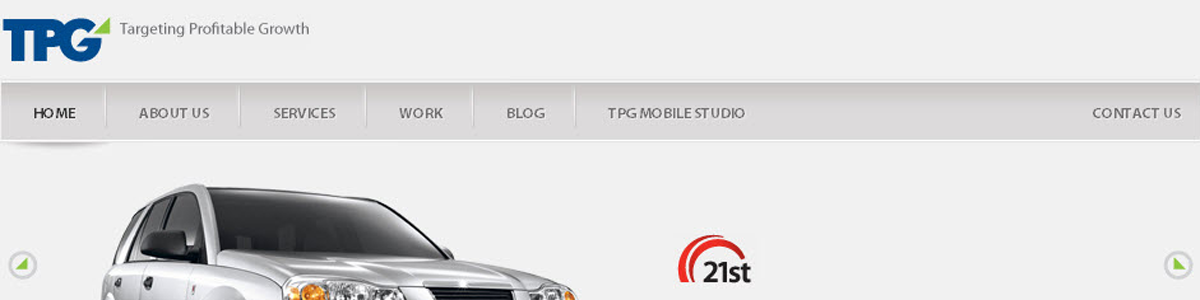 TPG Targeting Profitable Growth
HOME ABOUT US SERVICES WORK BLOG TPG MOBILE STUDIO CONTACT US
21st